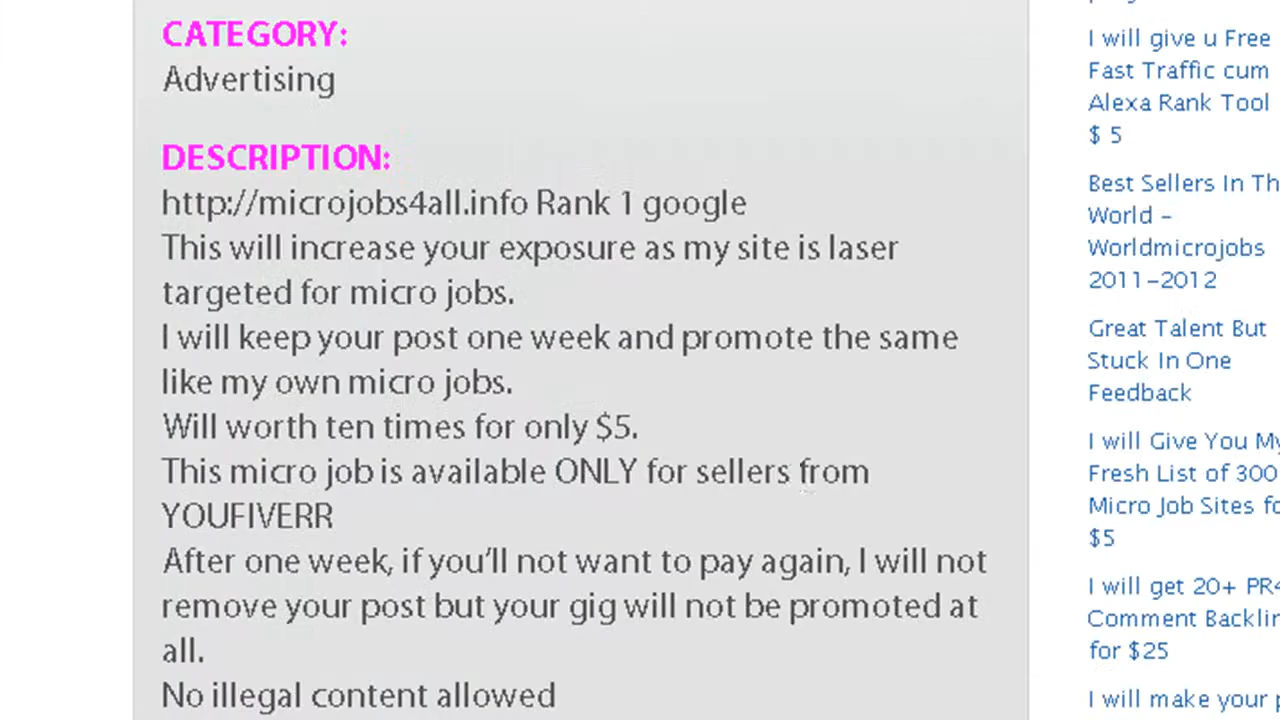 CATEGORY:
Advertising
DESCRIPTION:
http://microjobs4all.info Rank 1 google
This will increase your exposure as my site is laser
targeted for micro jobs.
I will keep your post one week and promote the same
like my own micro jobs.
Will worth ten times for only $5.
This micro job is available ONLY for sellers from
YOUFIVERR
After one week, if you’ll not want to pay again, I will not
remove your post but your gig will not be promoted at
all.
No illegal content allowed
I will give u Free
Fast Traffic cum
Alexa Rank Tool
$ 5
Best Sellers In Th
World –
Worldmicrojobs
2011–2012
Great Talent But
Stuck In One
Feedback
I will Give You My
Fresh List of 300
Micro Job Sites fo
$5
I will get 20+ PR4
Comment Backlin
for $25
I will make your p